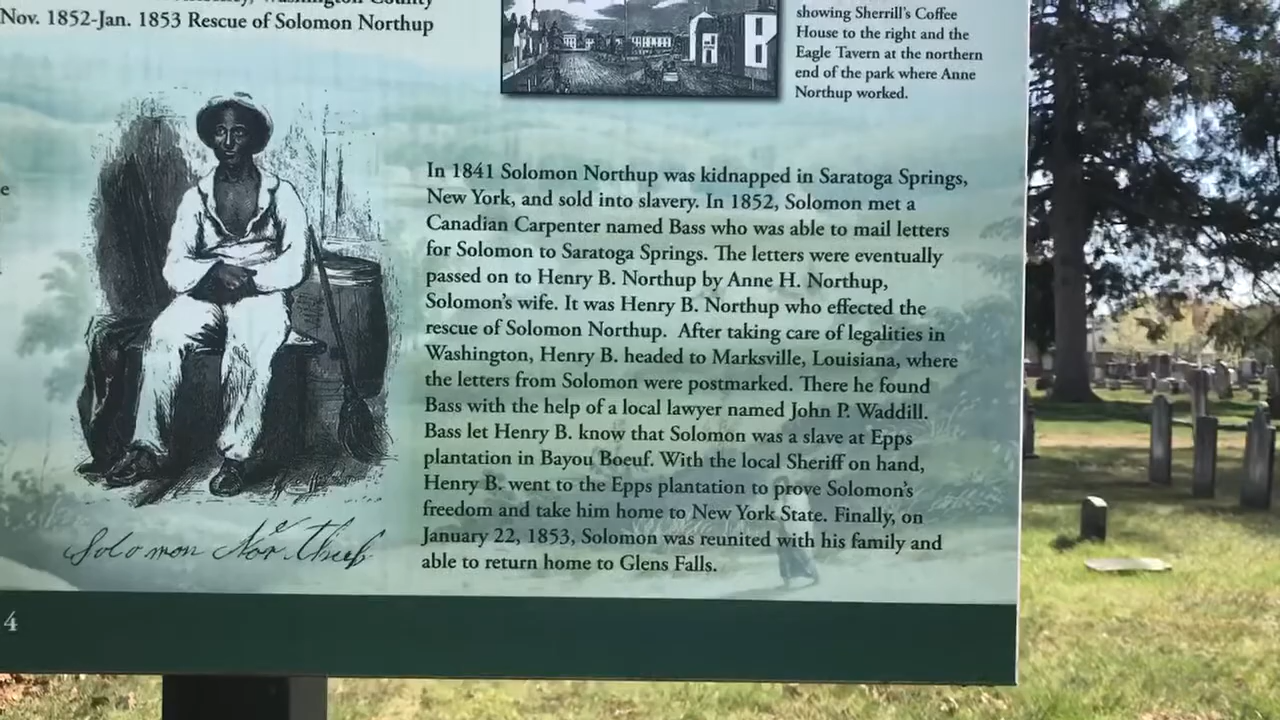 Washington County
Nov. 1852-Jan. 1853 Rescue of Solomon Northup
showing Sherrill's Coffee
House to the right and the
Eagle Tavern at the northern
end of the park where Anne
Northup worked.
e
In 1841 Solomon Northup was kidnapped in Saratoga Springs,
New York, and sold into slavery. In 1852, Solomon met a
Canadian Carpenter named Bass who was able to mail letters
for Solomon to Saratoga Springs. The letters were eventually
passed on to Henry B. Northup by Anne H. Northup,
Solomon's wife. It was Henry B. Northup who effected the
rescue of Solomon Northup. After taking care of legalities in
Washington, Henry B. headed to Marksville, Louisiana, where
the letters from Solomon were postmarked. There he found
Bass with the help of a local lawyer named John P. Waddill.
Bass let Henry B. know that Solomon was a slave at Epps
plantation in Bayou Boeuf. With the local Sheriff on hand,
Henry B. went to the Epps plantation to prove Solomon's
freedom and take him home to New York State. Finally, on
January 22, 1853, Solomon was reunited with his family and
able to return home to Glens Falls.
Solomon Northup
4